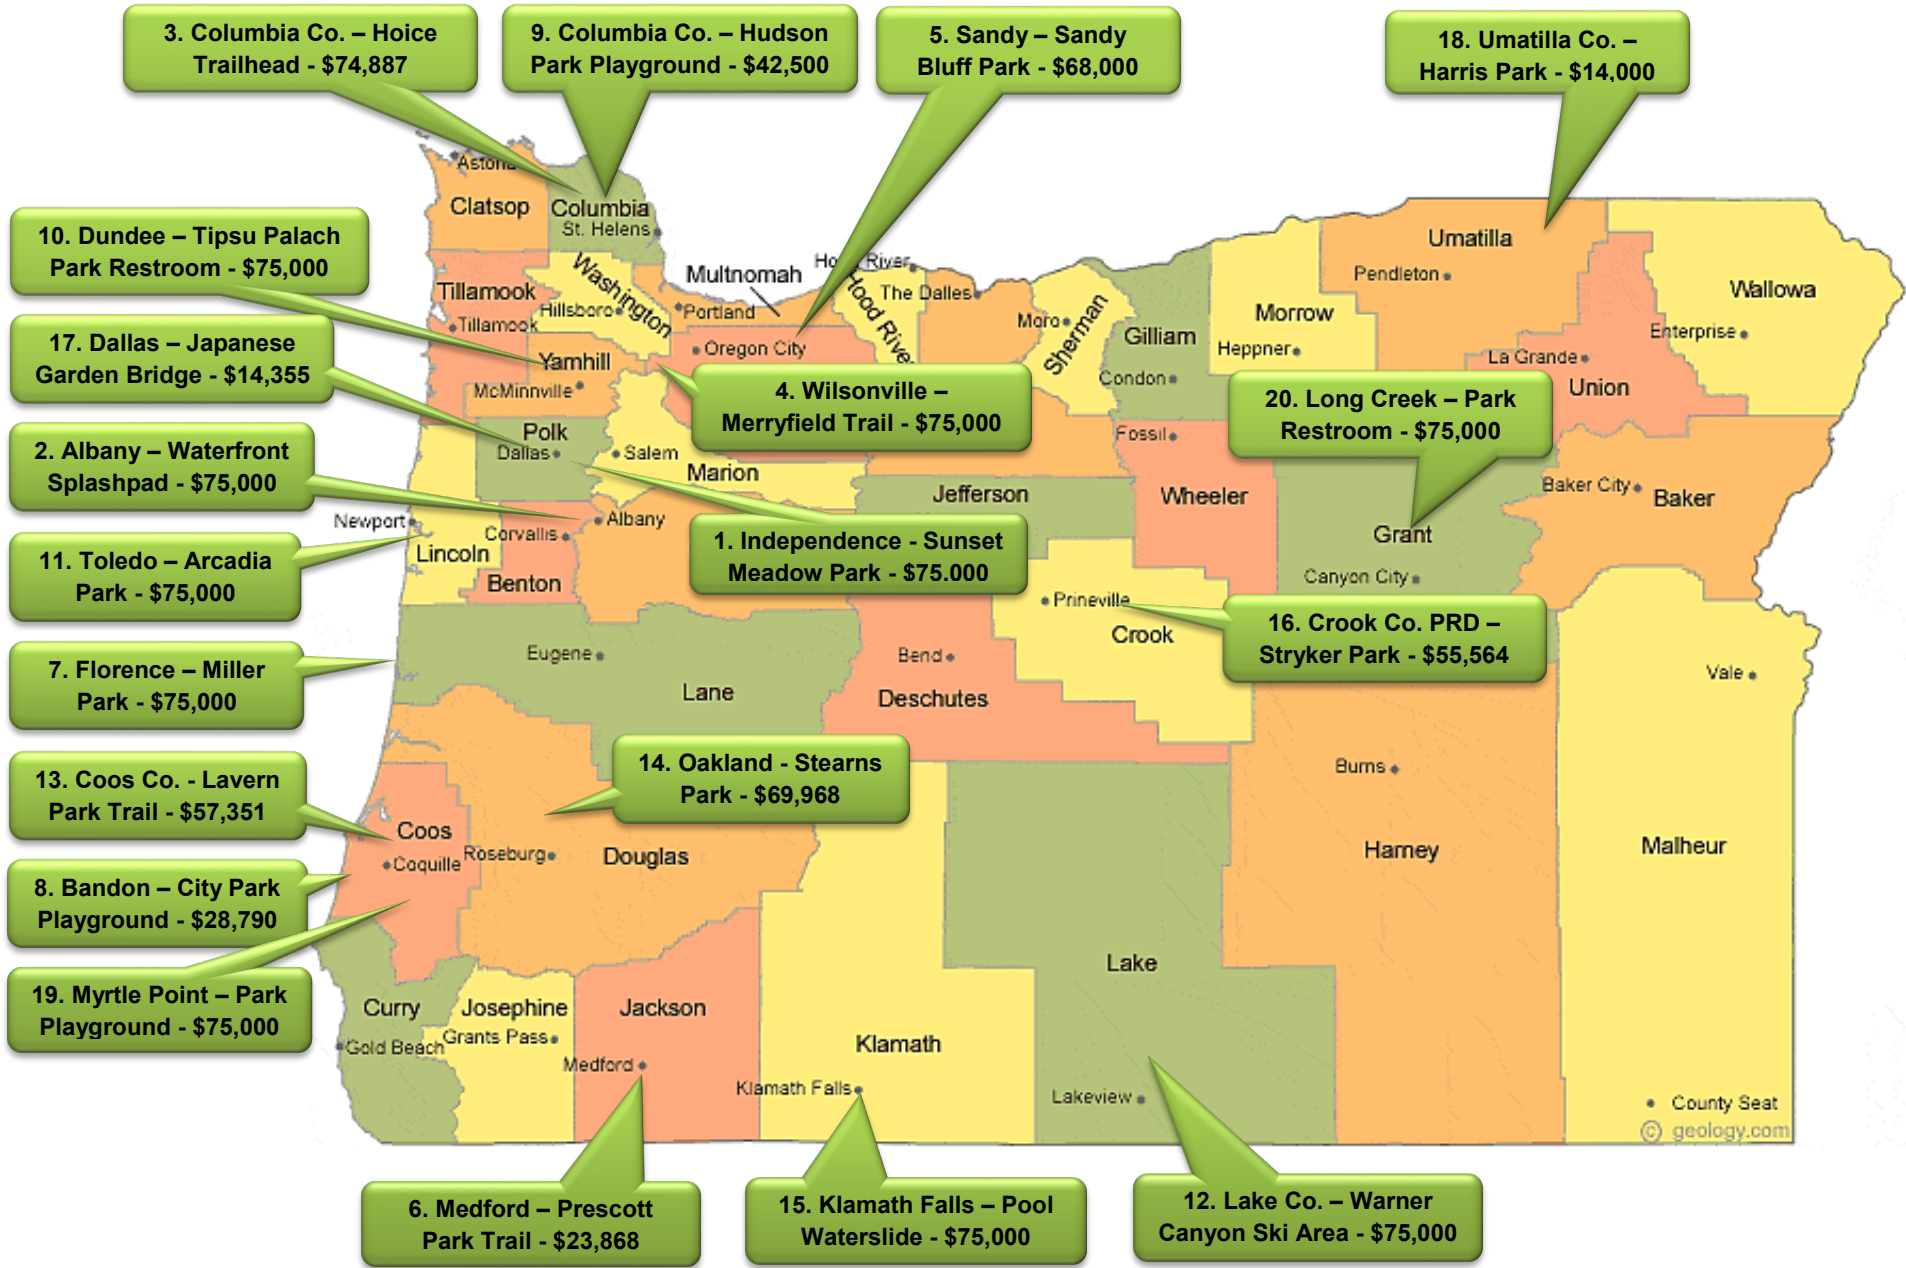 3. Columbia Co. – Hoice
Trailhead - $74,887
9. Columbia Co. – Hudson
Park Playground - $42,500
5. Sandy – Sandy
Bluff Park - $68,000
18. Umatilla Co. –
Harris Park - $14,000
Astoria
Clatsop
Columbia
St. Helens
10. Dundee – Tipsu Palach
Park Restroom - $75,000
Washington
Multnomah
Hood River
Umatilla
Pendleton
Wallowa
Tillamook
Hillsboro
Portland
Hood River
The Dalles
Moro
Sherman
Morrow
Tillamook
Gilliam
Enterprise
17. Dallas – Japanese
Garden Bridge - $14,355
Yamhill
Oregon City
Heppner
La Grande
McMinnville
4. Wilsonville –
Merryfield Trail - $75,000
Condon
Union
20. Long Creek – Park
Restroom - $75,000
Polk
Dallas
Salem
Marion
Fossil
2. Albany – Waterfront
Splashpad - $75,000
Jefferson
Wheeler
Baker City
Baker
Newport
Albany
Corvallis
Grant
Lincoln
1. Independence - Sunset
Meadow Park - $75.000
11. Toledo – Arcadia
Park - $75,000
Benton
Canyon City
Prineville
Crook
16. Crook Co. PRD –
Stryker Park - $55,564
7. Florence – Miller
Park - $75,000
Eugene
Lane
Bend
Deschutes
Vale
13. Coos Co. - Lavern
Park Trail - $57,351
14. Oakland - Stearns
Park - $69,968
Burns
Coos
Coquille
Roseburg
Douglas
Harney
Malheur
8. Bandon – City Park
Playground - $28,790
Lake
19. Myrtle Point – Park
Playground - $75,000
Curry
Josephine
Jackson
Gold Beach
Grants Pass
Klamath
Medford
Klamath Falls
Lakeview
County Seat
© geology.com
6. Medford – Prescott
Park Trail - $23,868
15. Klamath Falls – Pool
Waterslide - $75,000
12. Lake Co. – Warner
Canyon Ski Area - $75,000